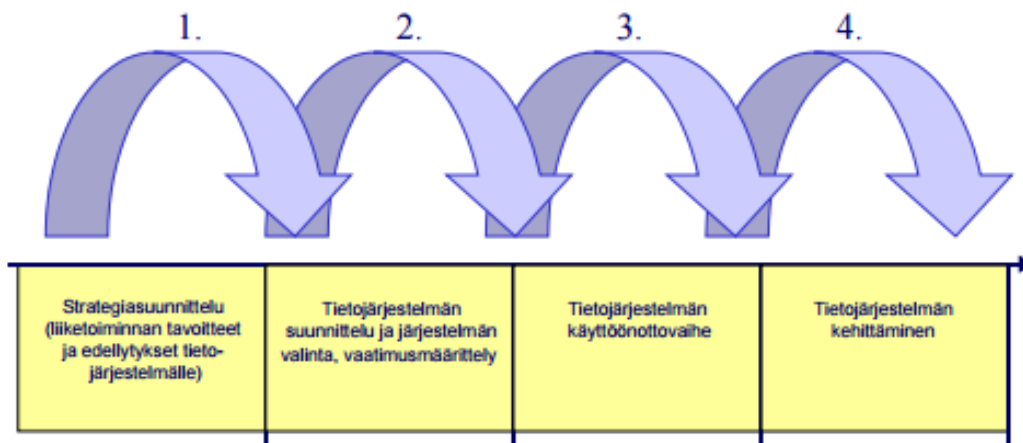 1.
2.
3.
4.
Strategiasuunnittelu
(liiketoiminnan tavoitteet
ja edellytykset tieto-
järjestelmälle)
Tietojärjestelmän
suunnittelu ja järjestelmän
valinta, vaatimusmäärittely
Tietojärjestelmän
käyttöönottovaihe
Tietojärjestelmän
kehittäminen